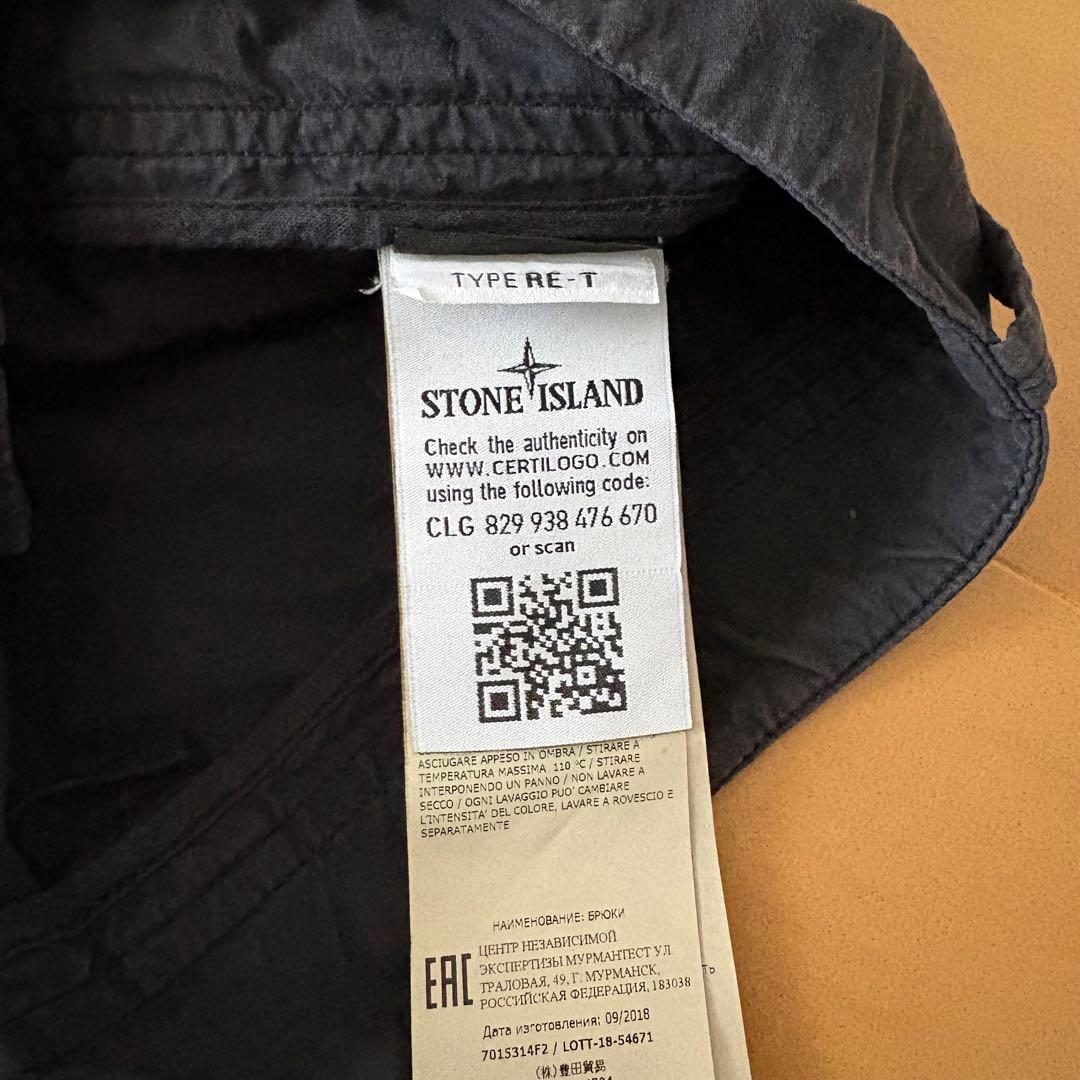 TYPE RE-T
STONE ISLAND
Check the authenticity on
WWW.CERTILOGO.COM
using the following code:
CLG 829 938 476 670
or scan
ASCIUGARE APPESO IN OMBRA / STIRARE A
TEMPERATURA MASSIMA 110 °C / STIRARE
INTERPONENDO UN PANNO / NON LAVARE A
SECCO / OGNI LAVAGGIO PUO' CAMBIARE
L'INTENSITA' DEL COLORE, LAVARE A ROVESCIO E
SEPARATAMENTE
НАИМЕНОВАНИЕ: БРЮКИ
EAC
ЦЕНТР НЕЗАВИСИМОЙ
ЭКСПЕРТИЗЫ МУРМАНТЕСТ УЛ.
ТРАЛОВАЯ, 49, Г. МУРМАНСК,
РОССИЙСКАЯ ФЕДЕРАЦИЯ, 183038
ТЬ
Дата изготовления: 09/2018
7015314F2 / LOTT-18-54671
(株)豊田貿易